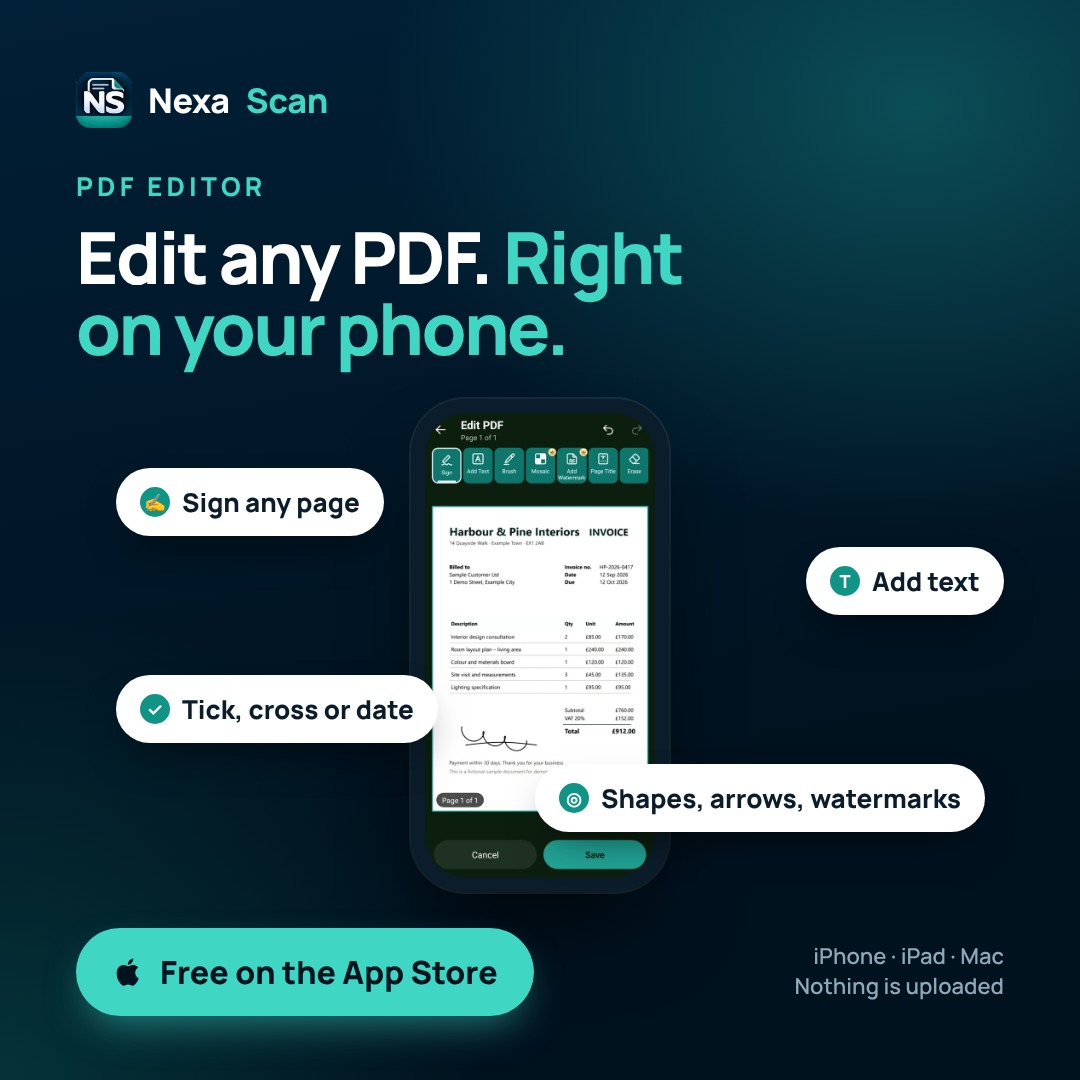 NS
Nexa Scan
PDF EDITOR
Edit any PDF. Right
on your phone.
Edit PDF
Page 1 of 1
Sign
Add Text
Brush
Mosaic
Add
Watermark
Page Title
Erase
Sign any page
Harbour & Pine Interiors INVOICE
14 Quayside Walk · Example Town · EX1 2AB
Billed to
Sample Customer Ltd
1 Demo Street, Example City
Invoice no. HP-2026-0417
Date 12 Sep 2026
Due 12 Oct 2026
T Add text
Description Qty Unit Amount
Interior design consultation 2 £85.00 £170.00
Room layout plan – living area 1 £240.00 £240.00
Colour and materials board 1 £120.00 £120.00
Site visit and measurements 3 £45.00 £135.00
Lighting specification 1 £95.00 £95.00
Tick, cross or date
Subtotal £760.00
VAT 20% £152.00
Total £912.00
Payment within 30 days. Thank you for your business.
This is a fictional sample document for
Page 1 of 1
Shapes, arrows, watermarks
Cancel
Save
Free on the App Store
iPhone · iPad · Mac
Nothing is uploaded